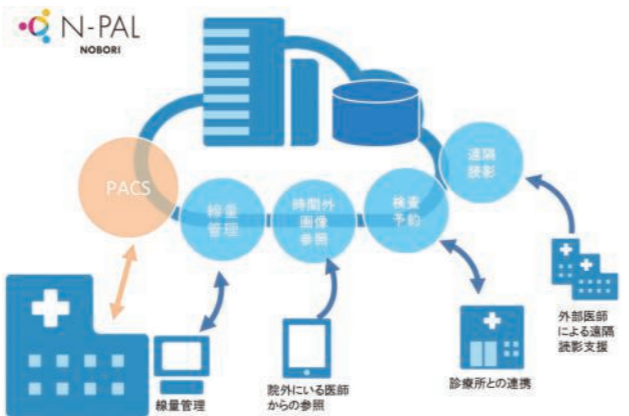 N-PAL
NOBORI
PACS
線量
管理
時間外
画像
参照
検査
予約
遠隔
読影
線量管理
院外にいる医師
からの参照
診療所との連携
外部医師
による遠隔
読影支援